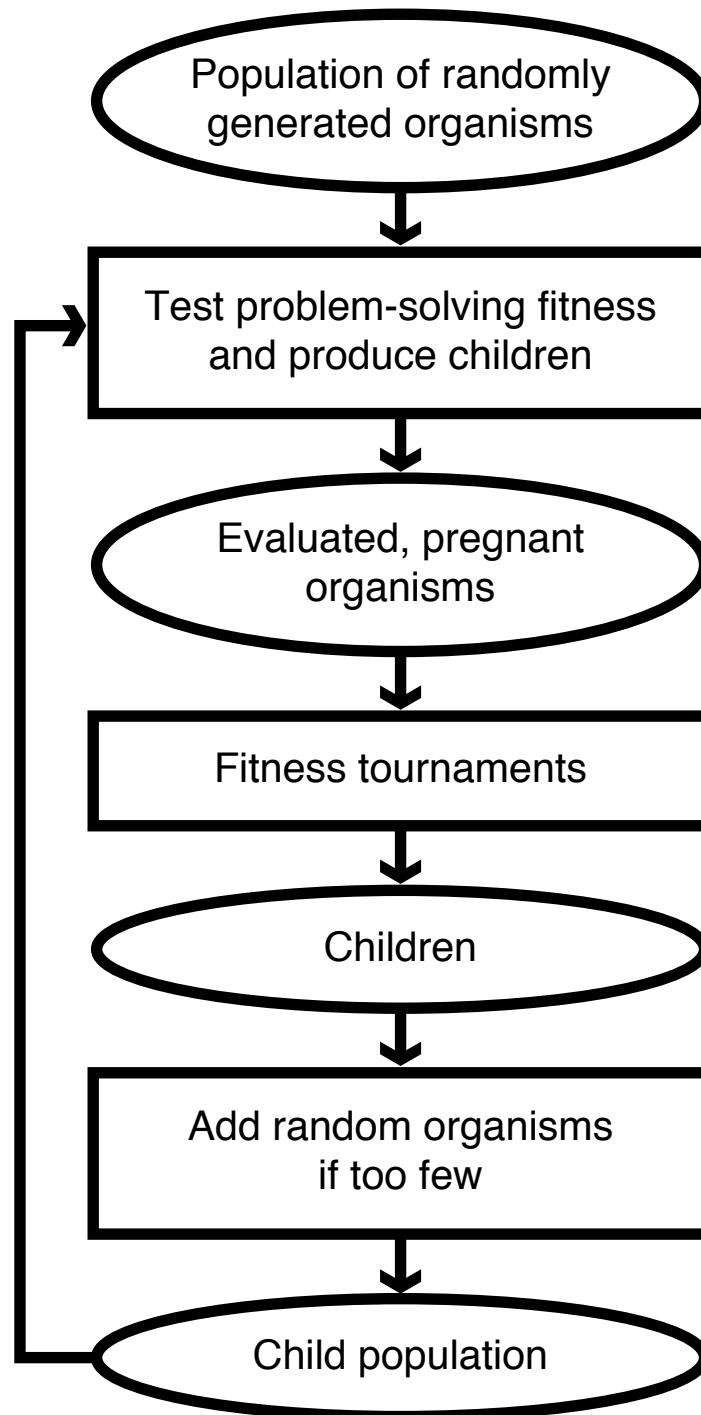 Population of randomly
generated organisms
Test problem-solving fitness
and produce children
Evaluated, pregnant
organisms
Fitness tournaments
Children
Add random organisms
if too few
Child population